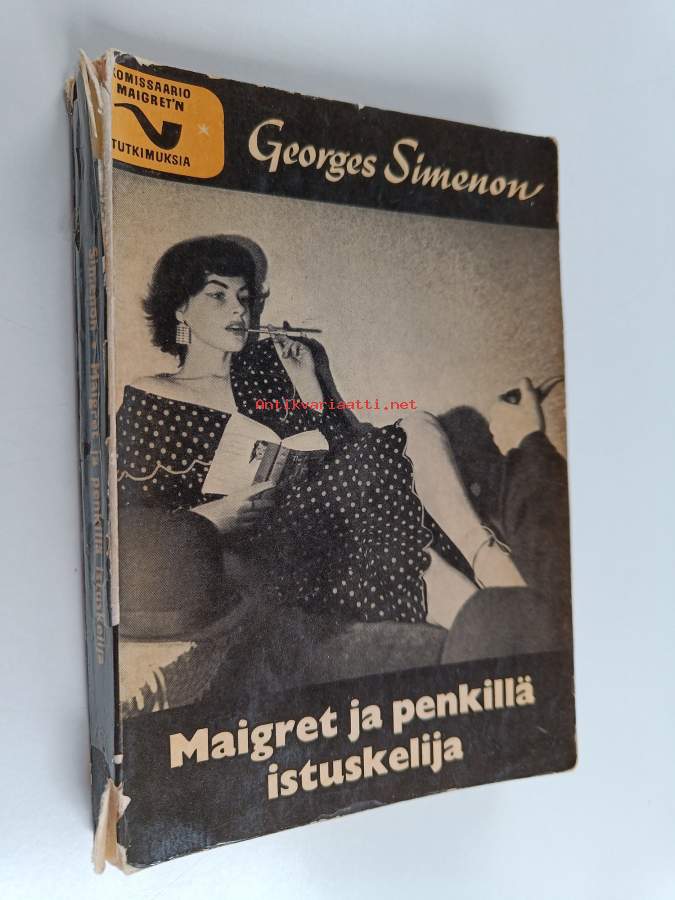 KOMISSAARIO
MAIGRET'N
TUTKIMUKSIA
Georges Simenon
Simenon • Maigret ja penkillä istuskelija
Antikvariaatti.net
Maigret ja penkillä
istuskelija